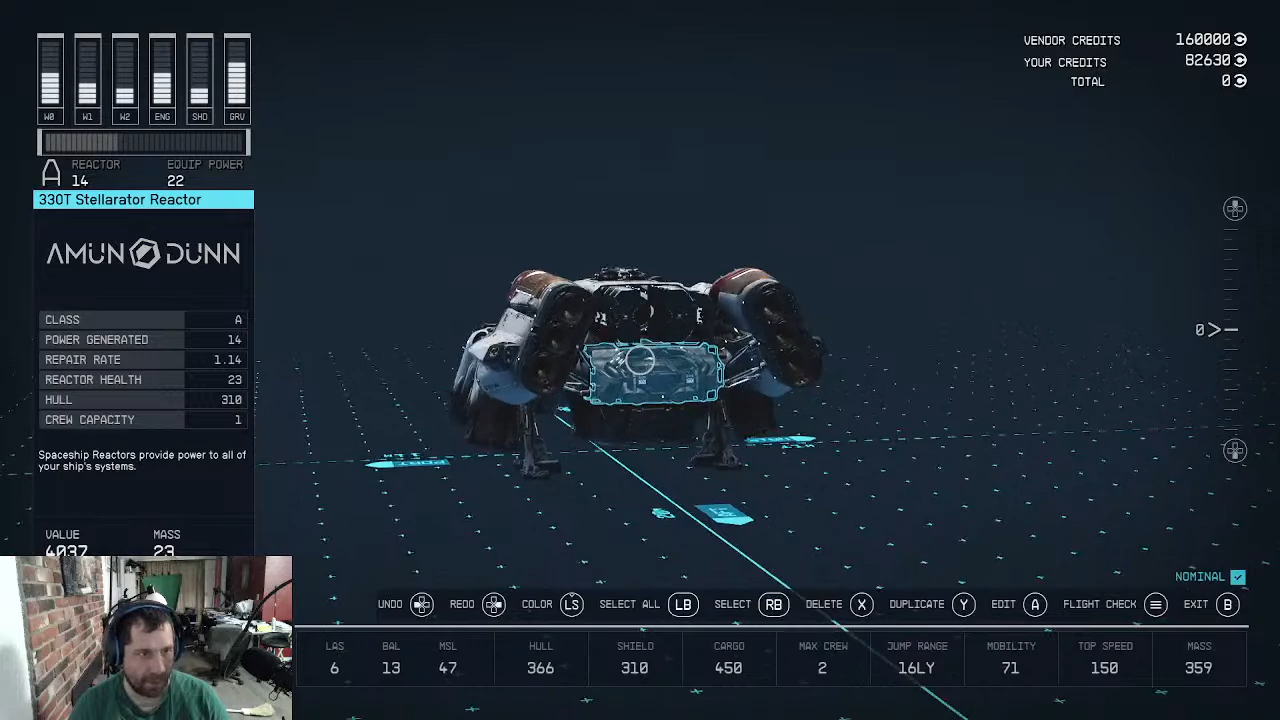 W0 W1 W2 ENG SHD GRV
REACTOR EQUIP POWER
A 14 22
330T Stellarator Reactor
AMUN DUNN
CLASS A
POWER GENERATED 14
REPAIR RATE 1.14
REACTOR HEALTH 23
HULL 310
CREW CAPACITY 1
Spaceship Reactors provide power to all of
your ship's systems.
VALUE MASS
4037 23
VENDOR CREDITS 160000
YOUR CREDITS 82630
TOTAL 0
0
PORT
NOMINAL
UNDO REDO COLOR LS SELECT ALL LB SELECT RB DELETE X DUPLICATE Y EDIT A FLIGHT CHECK EXIT B
LAS BAL MSL HULL SHIELD CARGO MAX CREW JUMP RANGE MOBILITY TOP SPEED MASS
6 13 47 366 310 450 2 16LY 71 150 359